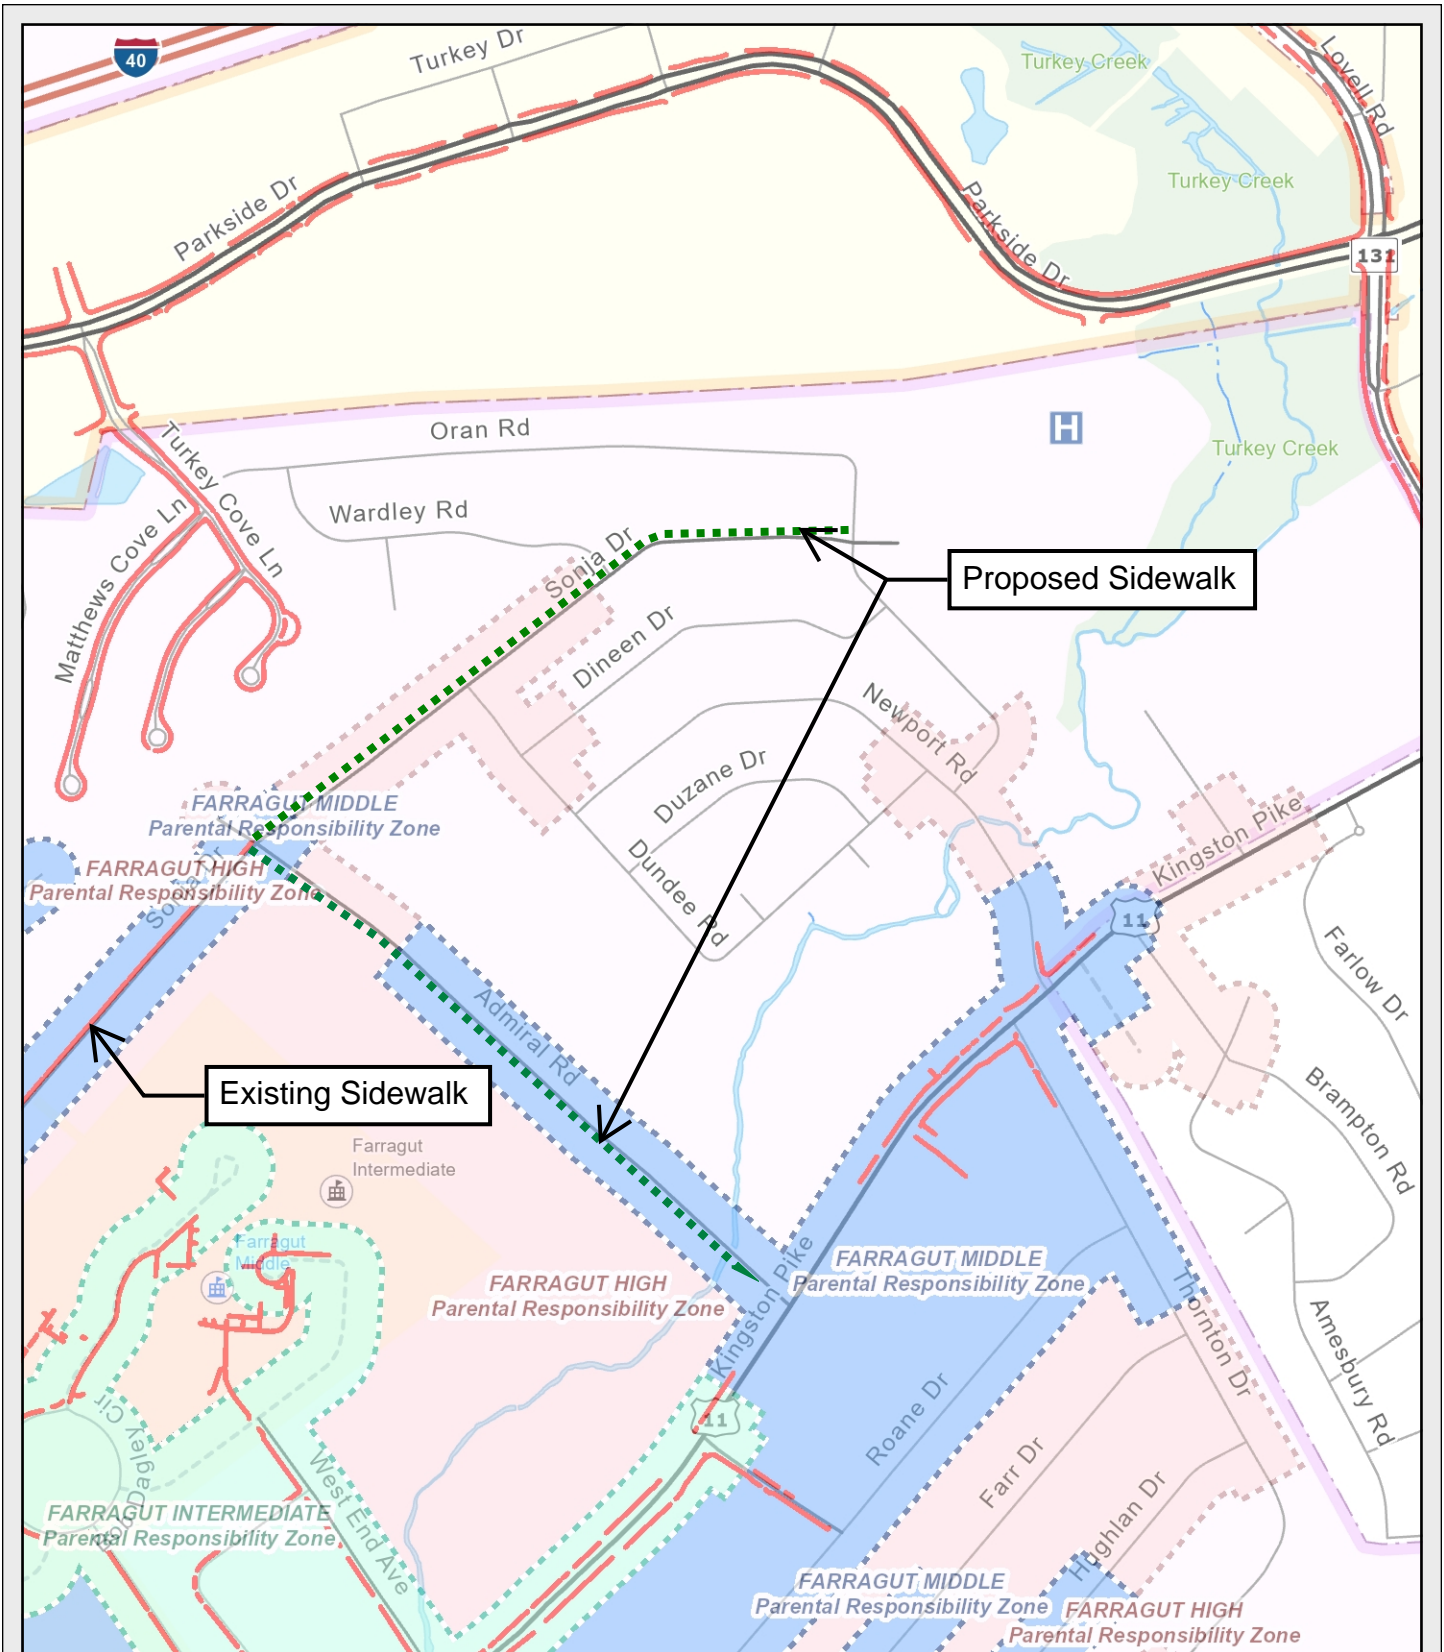 40
Turkey Dr
Turkey Creek
Lovell Rd
Turkey Creek
Parkside Dr
Parkside Dr
131
Oran Rd
Turkey Creek
Turkey Cove Ln
Wardley Rd
H
Matthews Cove Ln
Sonja Dr
Proposed Sidewalk
Dineen Dr
Newport Rd
Duzane Dr
FARRAGUT MIDDLE
Parental Responsibility Zone
Kingston Pike
FARRAGUT HIGH
Parental Responsibility Zone
Sonja Dr
Dundee Rd
11
Farlow Dr
Admiral Rd
Existing Sidewalk
Brampton Rd
Farragut
Intermediate
Farragut
Middle
FARRAGUT MIDDLE
Parental Responsibility Zone
FARRAGUT HIGH
Parental Responsibility Zone
Kingston Pike
Thornton Dr
Amesbury Rd
11
Roane Dr
Farr Dr
Hughlan Dr
Dagley Cir
West End Ave
FARRAGUT INTERMEDIATE
Parental Responsibility Zone
FARRAGUT MIDDLE
Parental Responsibility Zone
FARRAGUT HIGH
Parental Responsibility Zone